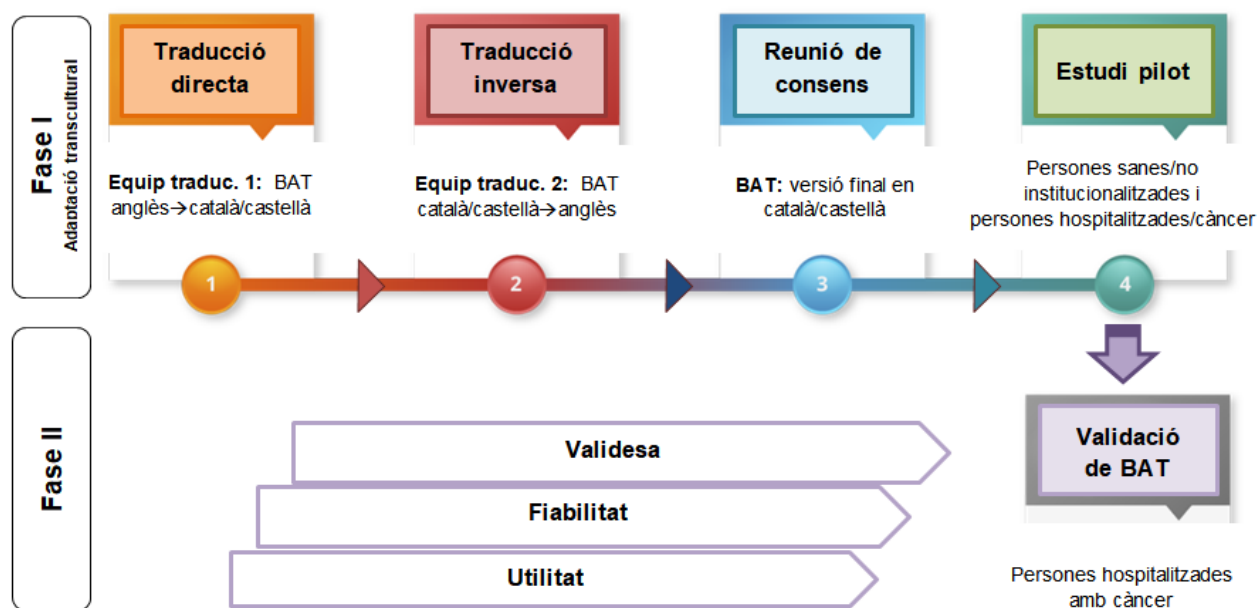 Fase I
Adaptació transcultural
Traducció
directa
Traducció
inversa
Reunió de
consens
Estudi pilot
Equip traduc. 1: BAT
anglès→català/castellà
Equip traduc. 2: BAT
català/castellà→anglès
BAT: versió final en
català/castellà
Persones sanes/no
institucionalitzades i
persones hospitalitzades/càncer
1
2
3
4
Fase II
Validesa
Fiabilitat
Utilitat
Validació
de BAT
Persones hospitalitzades
amb càncer